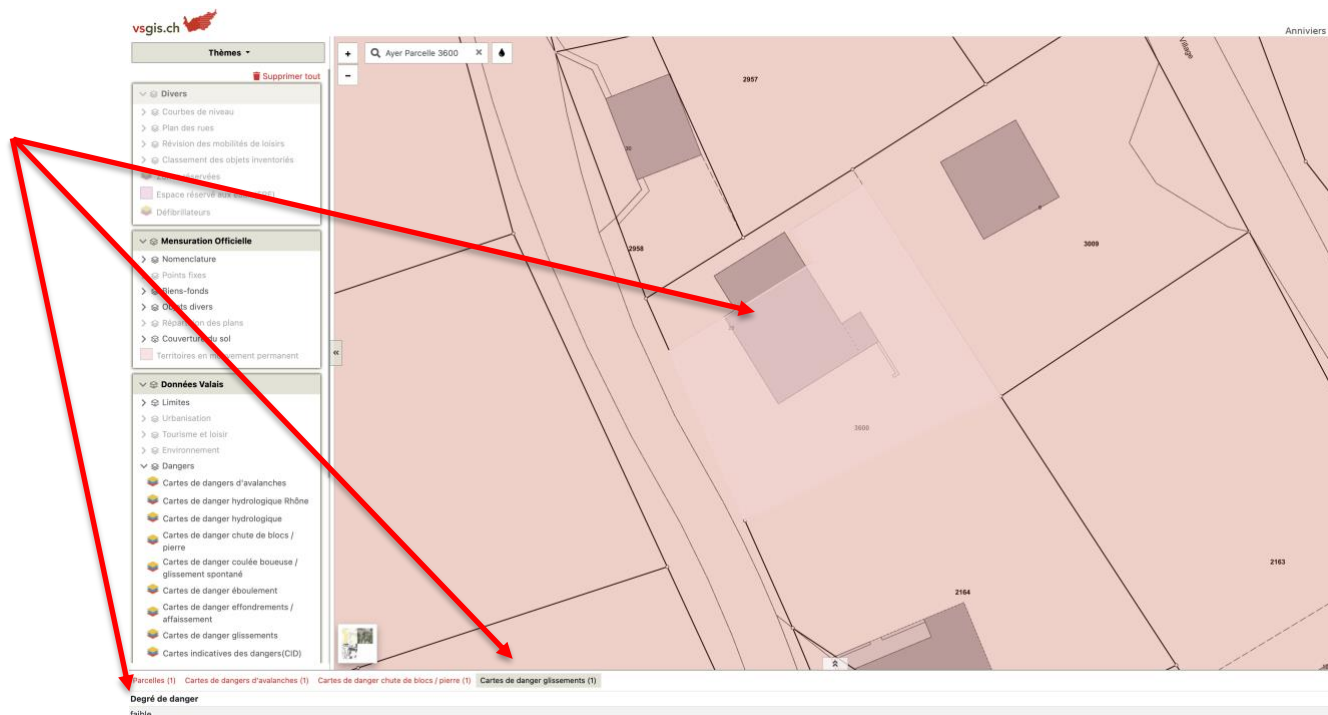 vsgis.ch
Anniviers
Thèmes
Supprimer tout
+
-
Ayer Parcelle 3600
Divers
Courbes de niveau
Plan des rues
Révision des mobilités de loisirs
Classement des objets inventoriés
réservées
Espace réservé aux
Défibrillateurs
Mensuration Officielle
Nomenclature
Points fixes
Biens-fonds
Objets divers
Répartition des plans
Couverture du sol
Territoires en mouvement permanent
Données Valais
Limites
Urbanisation
Tourisme et loisir
Environnement
Dangers
Cartes de dangers d'avalanches
Cartes de danger hydrologique Rhône
Cartes de danger hydrologique
Cartes de danger chute de blocs /
pierre
Cartes de danger coulée boueuse /
glissement spontané
Cartes de danger éboulement
Cartes de danger effondrements /
affaissement
Cartes de danger glissements
Cartes indicatives des dangers(CID)
Village
2957
30
2958
3009
3600
2164
2163
Parcelles (1) Cartes de dangers d'avalanches (1) Cartes de danger chute de blocs / pierre (1) Cartes de danger glissements (1)
Degré de danger
faible